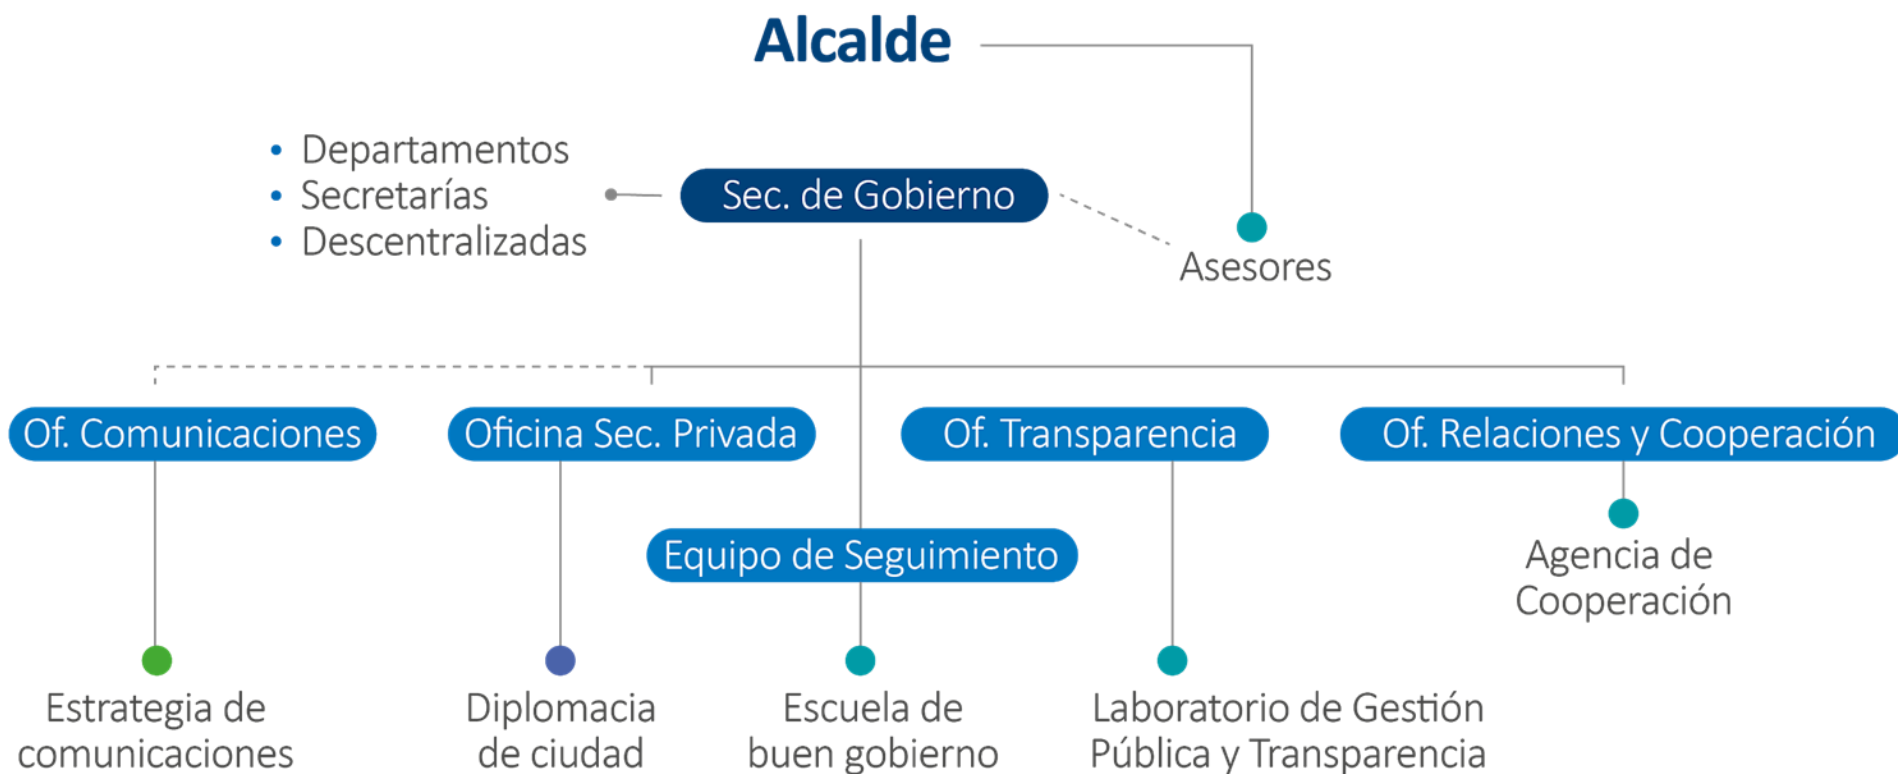 Alcalde
• Departamentos
• Secretarías
• Descentralizadas
Sec. de Gobierno
Asesores
Of. Comunicaciones
Oficina Sec. Privada
Of. Transparencia
Of. Relaciones y Cooperación
Equipo de Seguimiento
Agencia de
Cooperación
Estrategia de
comunicaciones
Diplomacia
de ciudad
Escuela de
buen gobierno
Laboratorio de Gestión
Pública y Transparencia